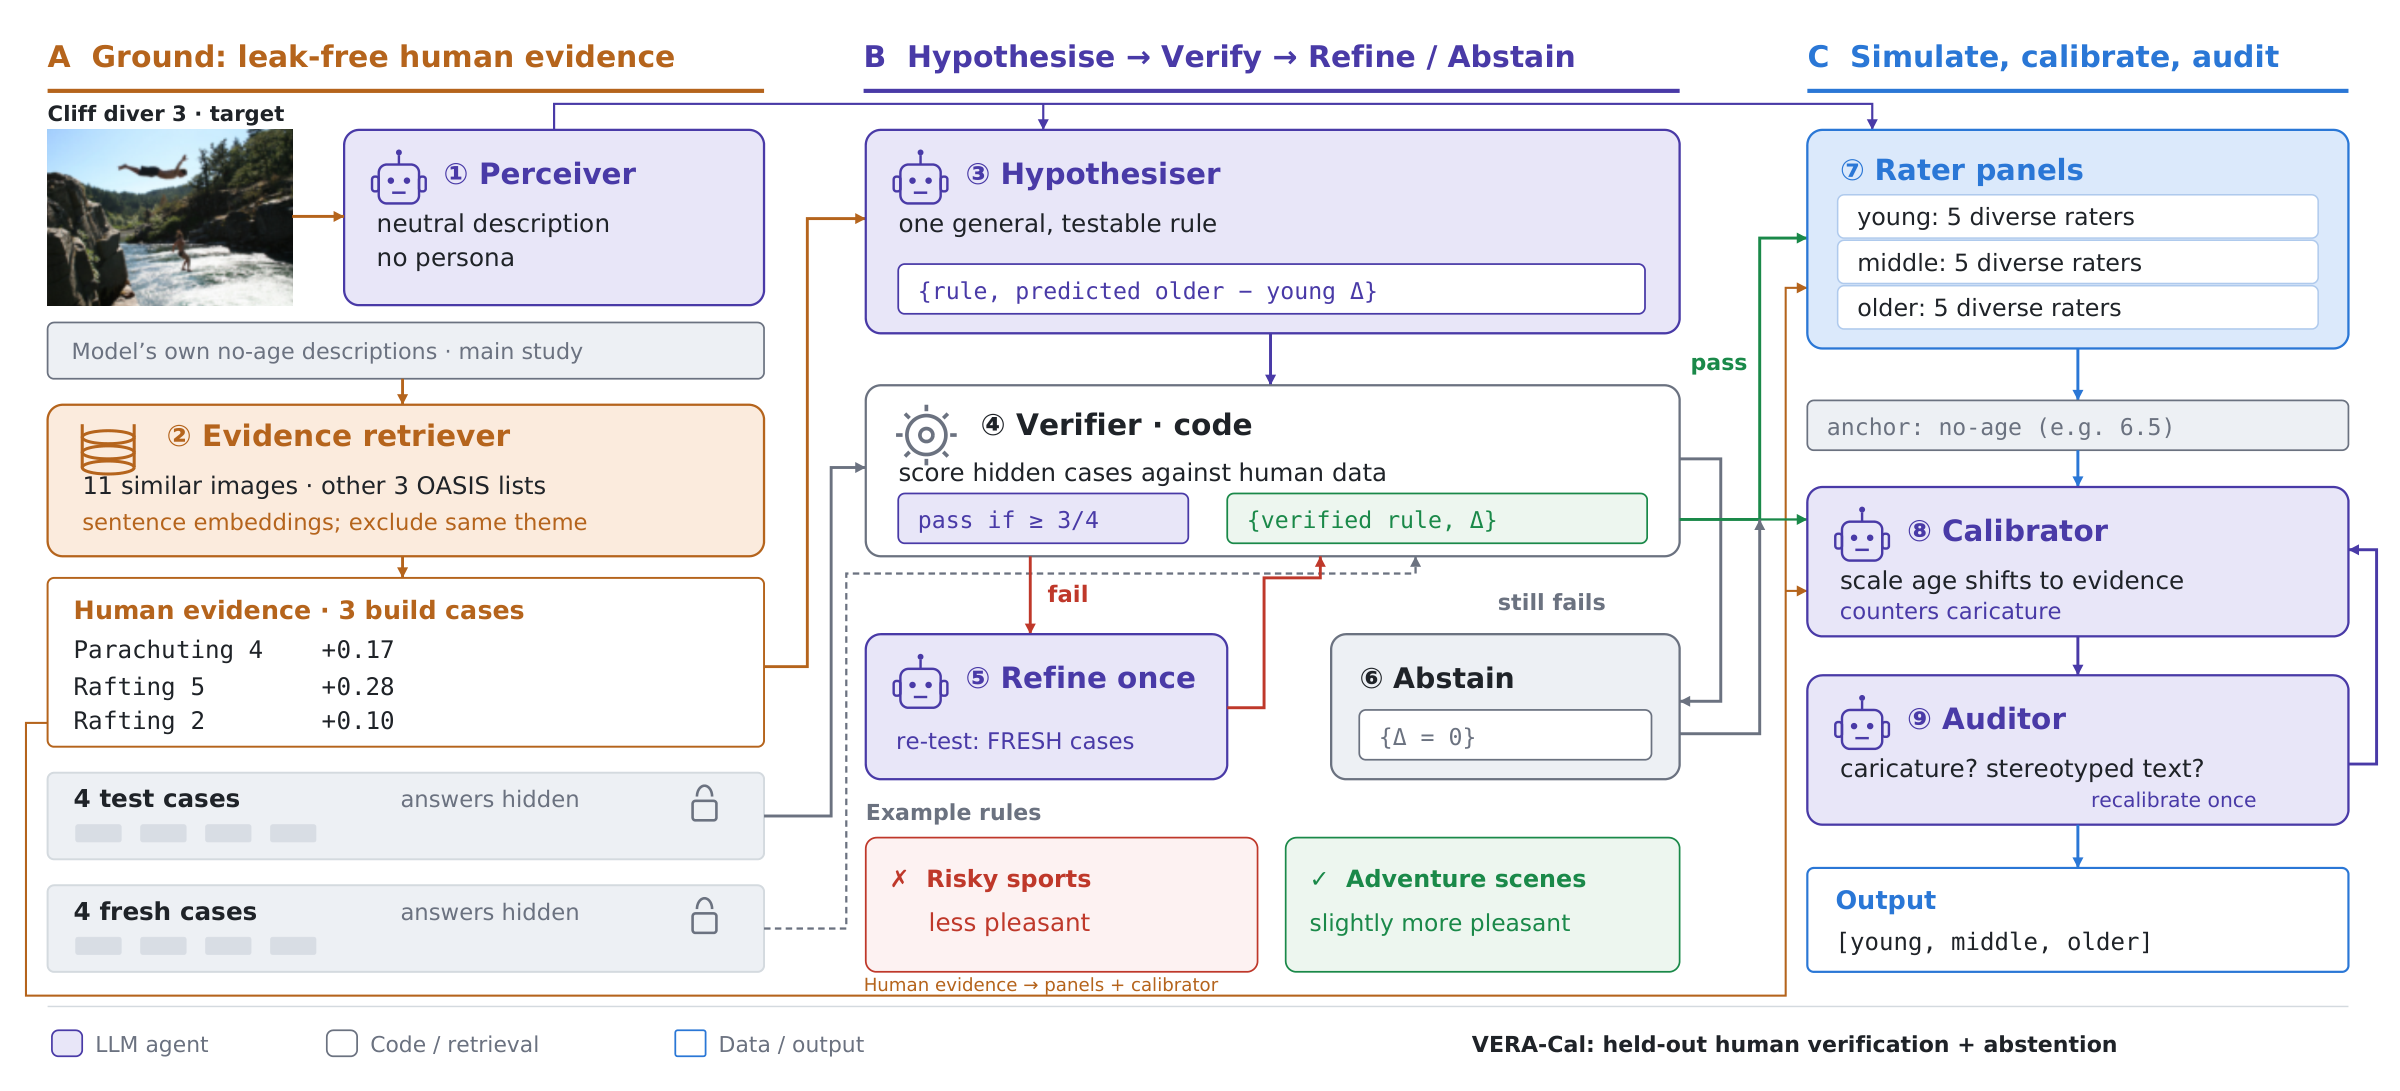 A Ground: leak-free human evidence
Cliff diver 3 · target
① Perceiver
neutral description
no persona
Model’s own no-age descriptions · main study
② Evidence retriever
11 similar images · other 3 OASIS lists
sentence embeddings; exclude same theme
Human evidence · 3 build cases
Parachuting 4 +0.17
Rafting 5 +0.28
Rafting 2 +0.10
4 test cases answers hidden
4 fresh cases answers hidden
B Hypothesise → Verify → Refine / Abstain
③ Hypothesiser
one general, testable rule
{rule, predicted older − young Δ}
④ Verifier · code
score hidden cases against human data
pass if ≥ 3/4
{verified rule, Δ}
pass
fail
still fails
⑤ Refine once
re-test: FRESH cases
⑥ Abstain
{Δ = 0}
Example rules
✗ Risky sports
less pleasant
✓ Adventure scenes
slightly more pleasant
Human evidence → panels + calibrator
C Simulate, calibrate, audit
⑦ Rater panels
young: 5 diverse raters
middle: 5 diverse raters
older: 5 diverse raters
anchor: no-age (e.g. 6.5)
⑧ Calibrator
scale age shifts to evidence
counters caricature
⑨ Auditor
caricature? stereotyped text?
recalibrate once
Output
[young, middle, older]
LLM agent
Code / retrieval
Data / output
VERA-Cal: held-out human verification + abstention